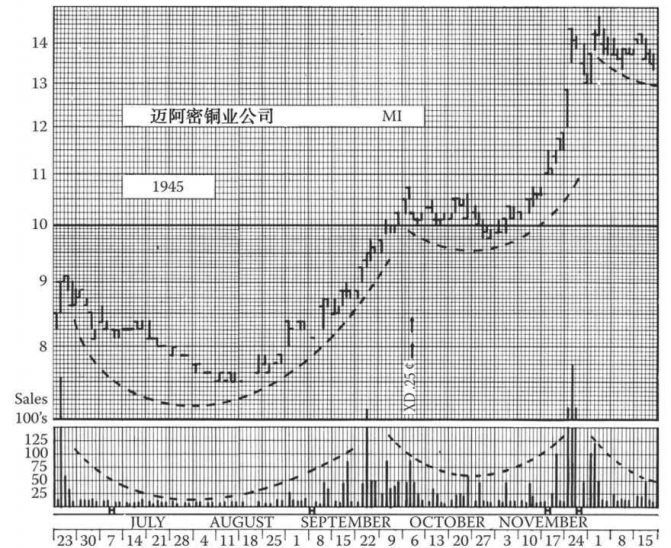 14
13
迈阿密铜业公司 MI
12
11
1945
10
9
8
XD .25 ¢
Sales
100's
125
100
75
50
25
H H H H
JULY AUGUST SEPTEMBER OCTOBER NOVEMBER
23 30 7 14 21 28 4 11 18 25 1 8 15 22 9 6 13 20 27 3 10 17 24 1 8 15